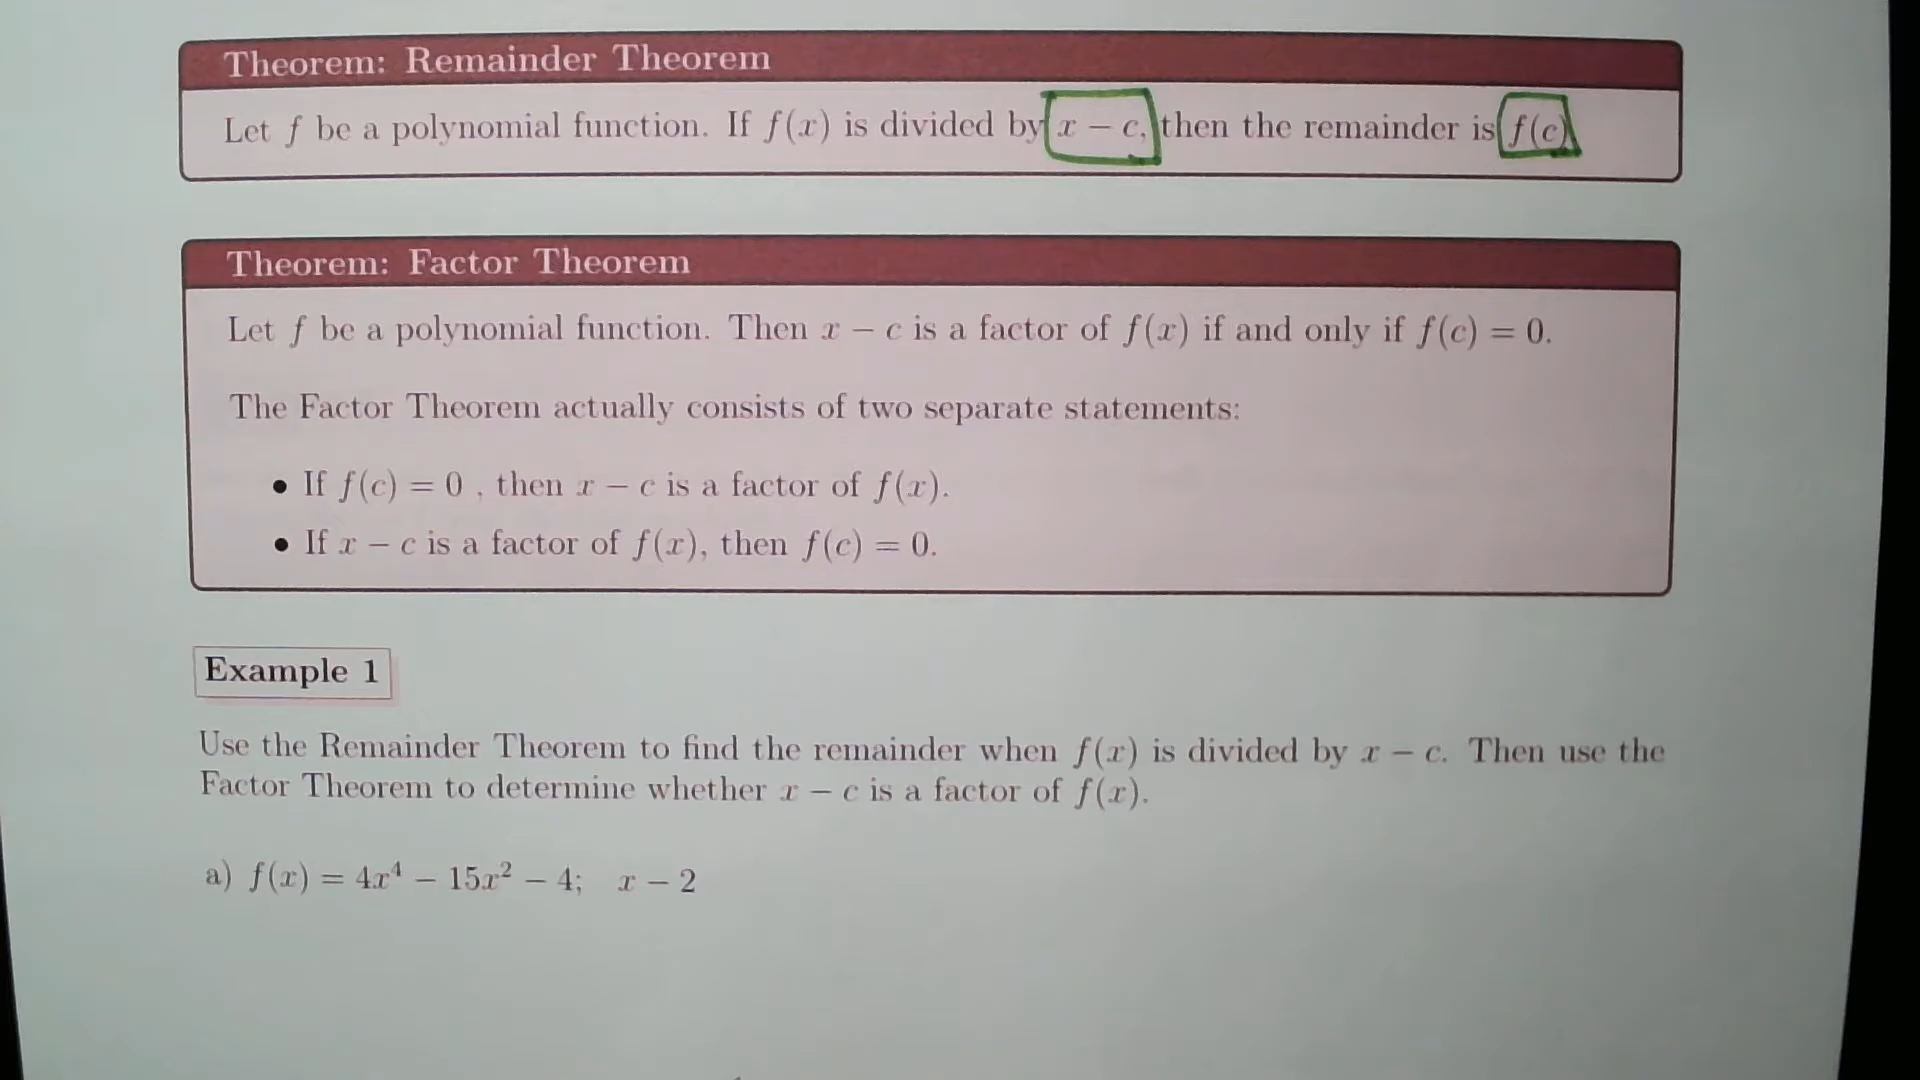 Theorem: Remainder Theorem
Let f be a polynomial function. If f(x) is divided by x − c, then the remainder is f(c)
Theorem: Factor Theorem
Let f be a polynomial function. Then x − c is a factor of f(x) if and only if f(c) = 0.
The Factor Theorem actually consists of two separate statements:
• If f(c) = 0 , then x − c is a factor of f(x).
• If x − c is a factor of f(x), then f(c) = 0.
Example 1
Use the Remainder Theorem to find the remainder when f(x) is divided by x − c. Then use the
Factor Theorem to determine whether x − c is a factor of f(x).
a) f(x) = 4x⁴ − 15x² − 4; x − 2